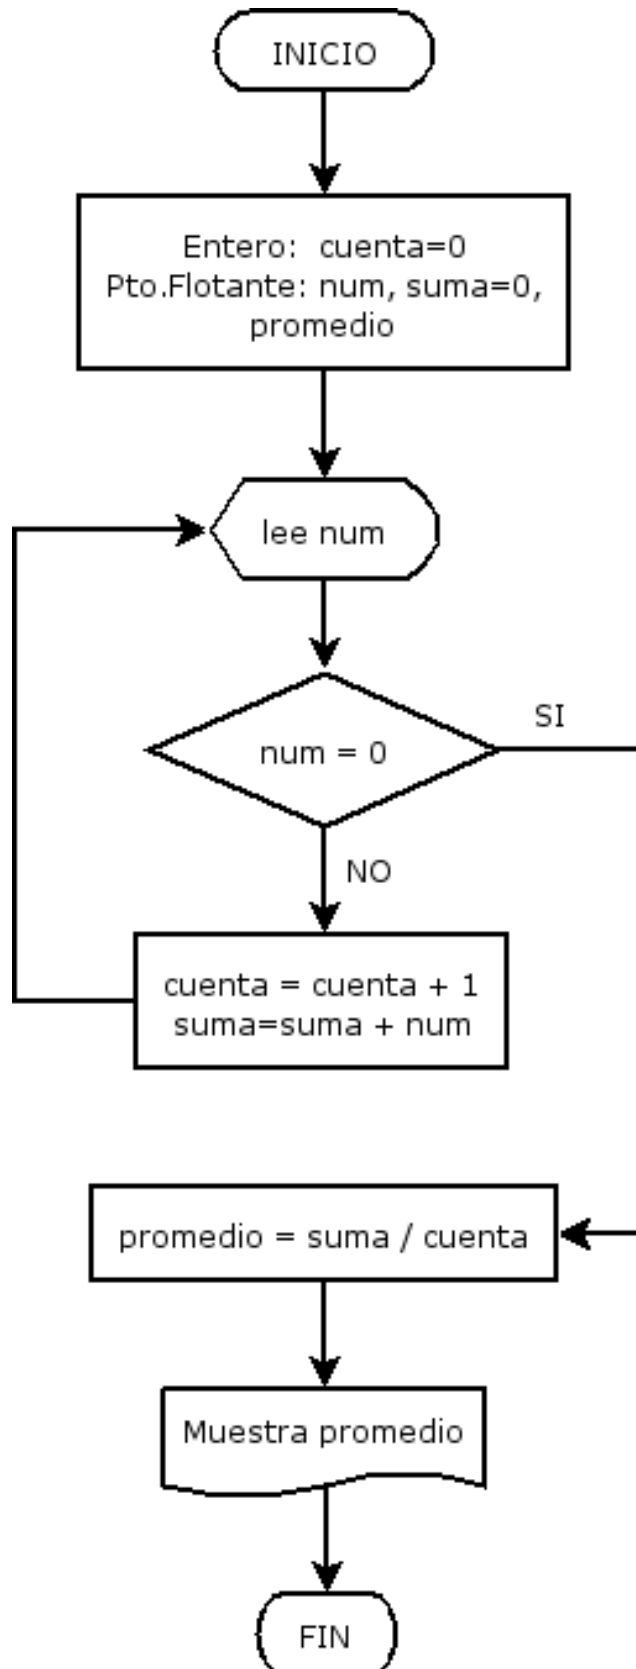 INICIO
Entero:  cuenta=0
Pto.Flotante: num, suma=0,
promedio
lee num
num = 0
SI
NO
cuenta = cuenta + 1
suma=suma + num
promedio = suma / cuenta
Muestra promedio
FIN